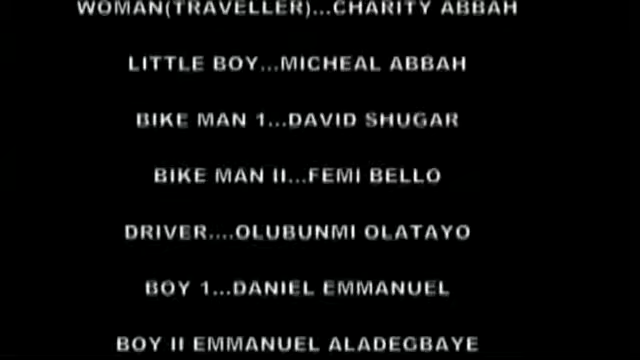 WOMAN(TRAVELLER)...CHARITY ABBAH
LITTLE BOY...MICHEAL ABBAH
BIKE MAN 1...DAVID SHUGAR
BIKE MAN II...FEMI BELLO
DRIVER....OLUBUNMI OLATAYO
BOY 1...DANIEL EMMANUEL
BOY II EMMANUEL ALADEGBAYE